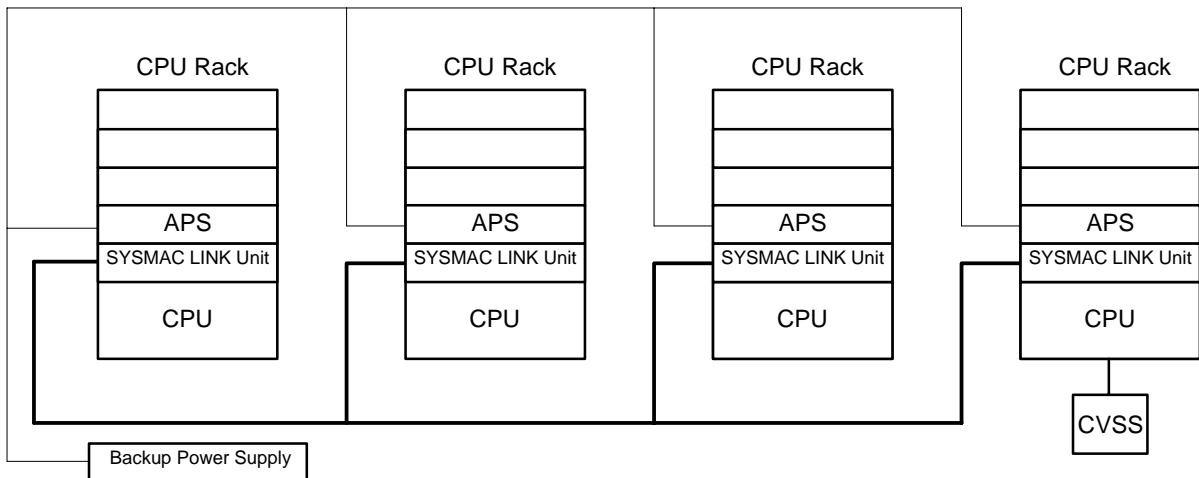 CPU Rack
CPU Rack
CPU Rack
CPU Rack
APS
APS
APS
APS
SYSMAC LINK Unit
SYSMAC LINK Unit
SYSMAC LINK Unit
SYSMAC LINK Unit
CPU
CPU
CPU
CPU
CVSS
Backup Power Supply